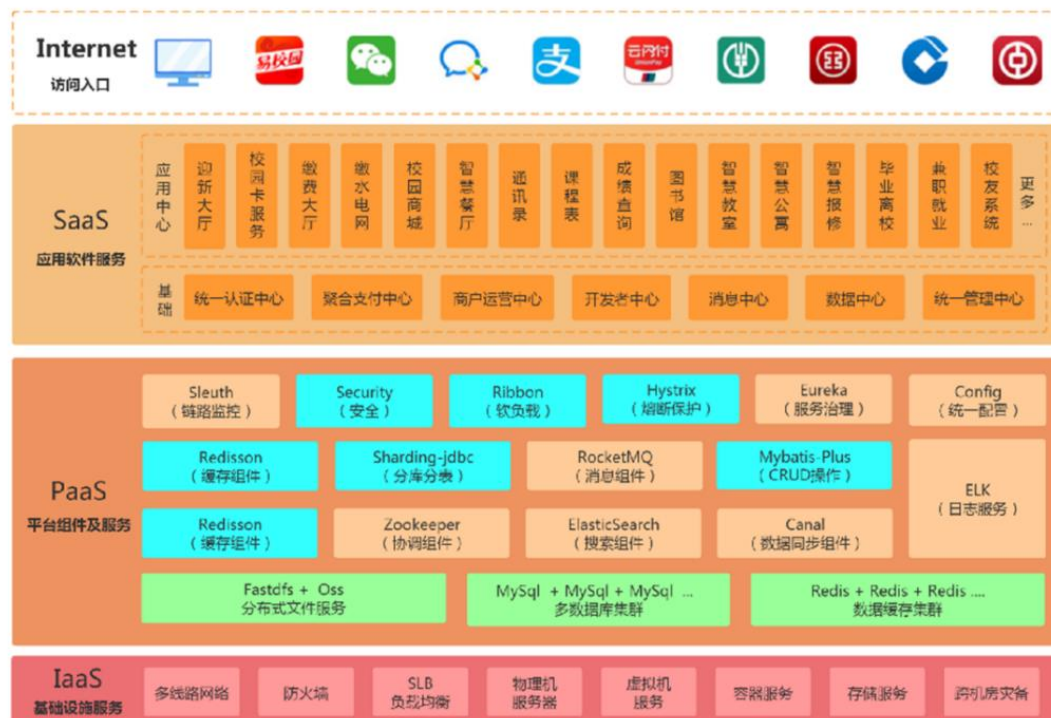 Internet
访问入口
易校园
云闪付
UnionPay
SaaS
应用软件服务
应用中心
迎新大厅
校园卡服务
缴费大厅
缴水电网
校园商城
智慧餐厅
通讯录
课程表
成绩查询
图书馆
智慧教室
智慧公寓
智慧报修
毕业离校
兼职就业
校友系统
更多...
基础
统一认证中心
聚合支付中心
商户运营中心
开发者中心
消息中心
数据中心
统一管理中心
PaaS
平台组件及服务
Sleuth
（链路监控）
Security
（安全）
Ribbon
（软负载）
Hystrix
（熔断保护）
Eureka
（服务治理）
Config
（统一配置）
Redisson
（缓存组件）
Sharding-jdbc
（分库分表）
RocketMQ
（消息组件）
Mybatis-Plus
（CRUD操作）
ELK
（日志服务）
Redisson
（缓存组件）
Zookeeper
（协调组件）
ElasticSearch
（搜索组件）
Canal
（数据同步组件）
Fastdfs + Oss
分布式文件服务
MySql + MySql + MySql ...
多数据库集群
Redis + Redis + Redis ....
数据缓存集群
IaaS
基础设施服务
多线路网络
防火墙
SLB
负载均衡
物理机
服务器
虚拟机
服务
容器服务
存储服务
跨机房灾备